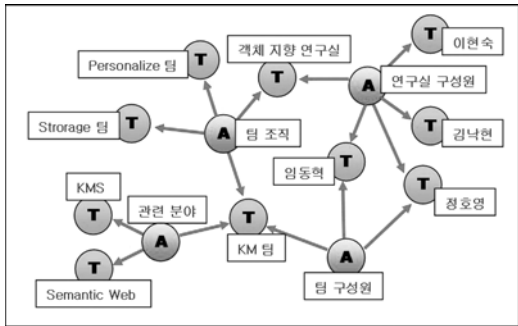 T
이현숙
객체 지향 연구실
Personalize 팀
T
T
A
연구실 구성원
Strorage 팀
T
A
팀 조직
T
김낙현
임동혁
T
T
정호영
KMS
T
관련 분야
A
T
KM 팀
T
Semantic Web
A
팀 구성원